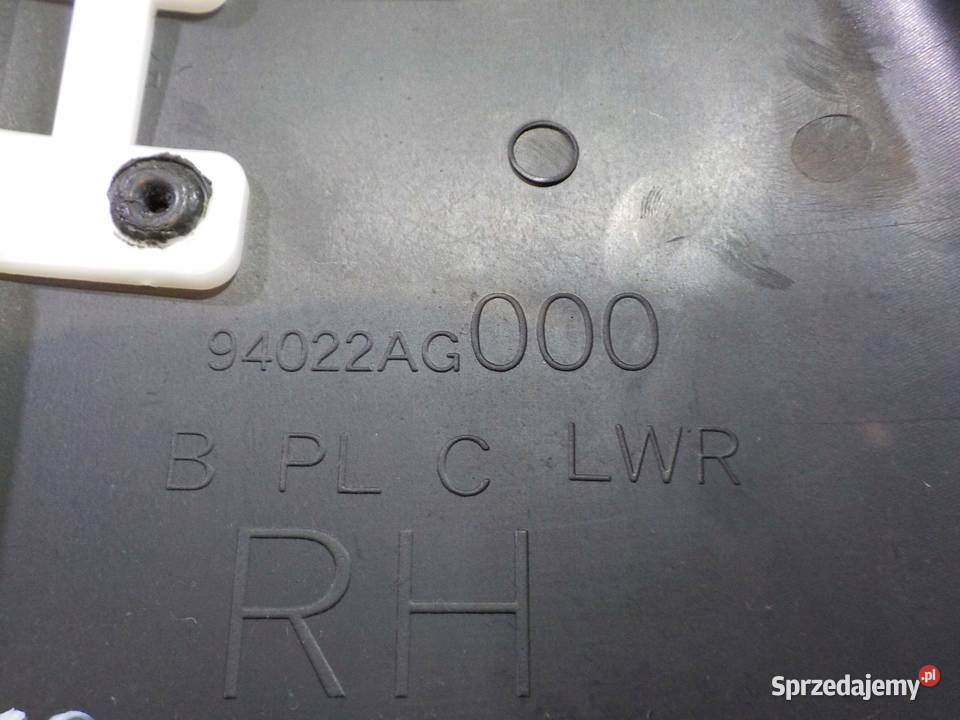 94022AG000
B PL C LWR
RH
Sprzedajemy.pl